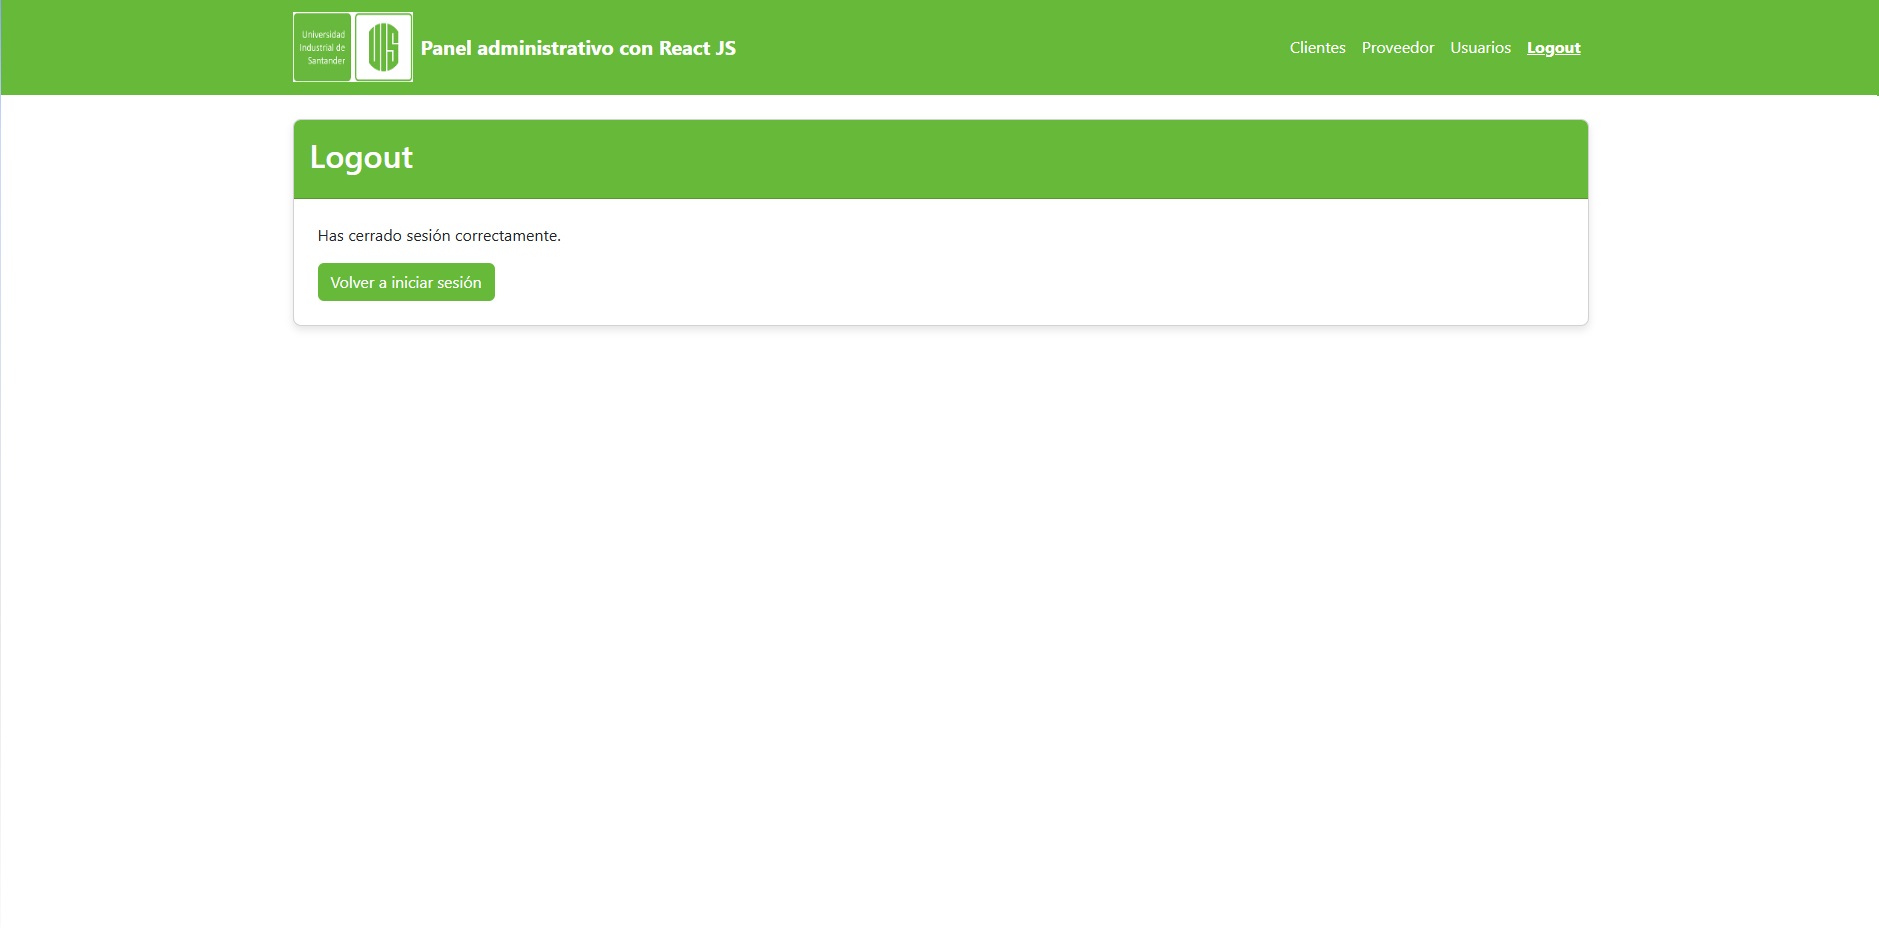 Universidad
Industrial de
Santander
Panel administrativo con React JS
Clientes Proveedor Usuarios Logout
Logout
Has cerrado sesión correctamente.
Volver a iniciar sesión